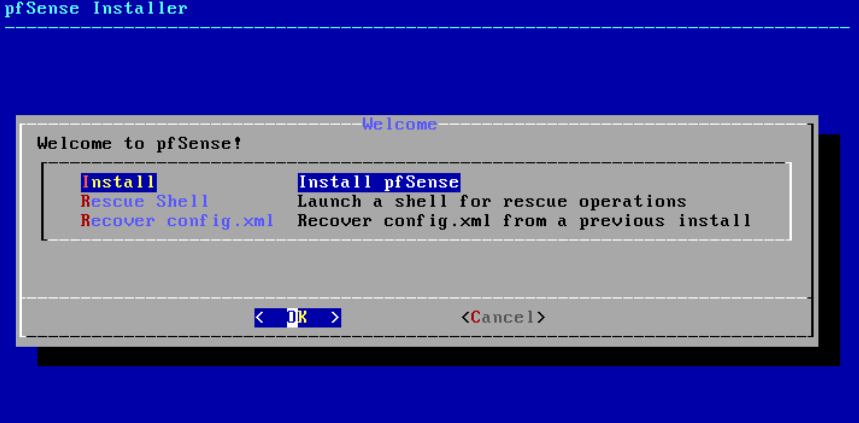 pfSense Installer
Welcome
Welcome to pfSense!
Install Install pfSense
Rescue Shell Launch a shell for rescue operations
Recover config.xml Recover config.xml from a previous install
< OK > <Cancel>